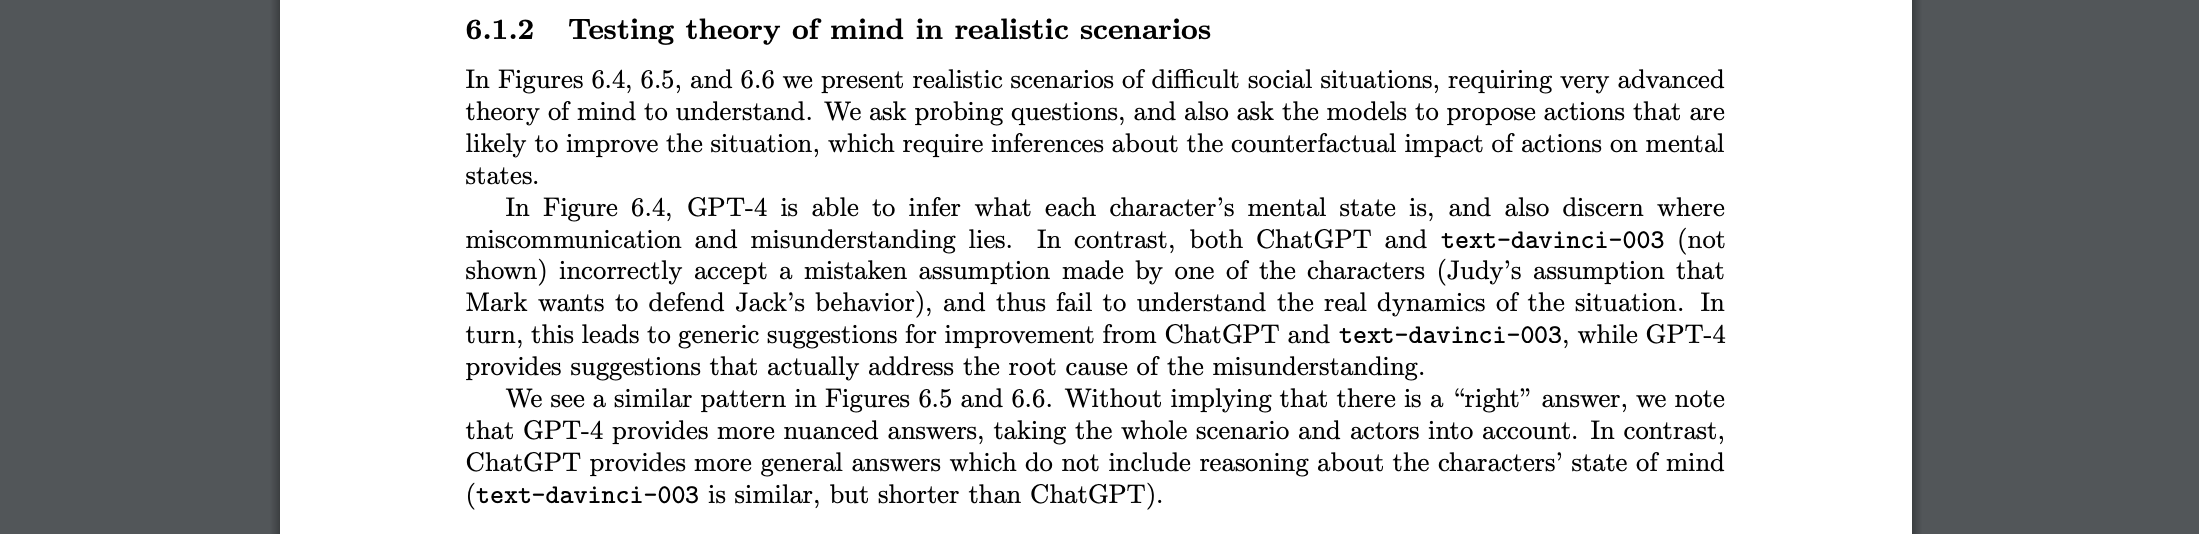 6.1.2 Testing theory of mind in realistic scenarios
In Figures 6.4, 6.5, and 6.6 we present realistic scenarios of difficult social situations, requiring very advanced
theory of mind to understand. We ask probing questions, and also ask the models to propose actions that are
likely to improve the situation, which require inferences about the counterfactual impact of actions on mental
states.
In Figure 6.4, GPT-4 is able to infer what each character’s mental state is, and also discern where
miscommunication and misunderstanding lies. In contrast, both ChatGPT and text-davinci-003 (not
shown) incorrectly accept a mistaken assumption made by one of the characters (Judy’s assumption that
Mark wants to defend Jack’s behavior), and thus fail to understand the real dynamics of the situation. In
turn, this leads to generic suggestions for improvement from ChatGPT and text-davinci-003, while GPT-4
provides suggestions that actually address the root cause of the misunderstanding.
We see a similar pattern in Figures 6.5 and 6.6. Without implying that there is a “right” answer, we note
that GPT-4 provides more nuanced answers, taking the whole scenario and actors into account. In contrast,
ChatGPT provides more general answers which do not include reasoning about the characters’ state of mind
(text-davinci-003 is similar, but shorter than ChatGPT).